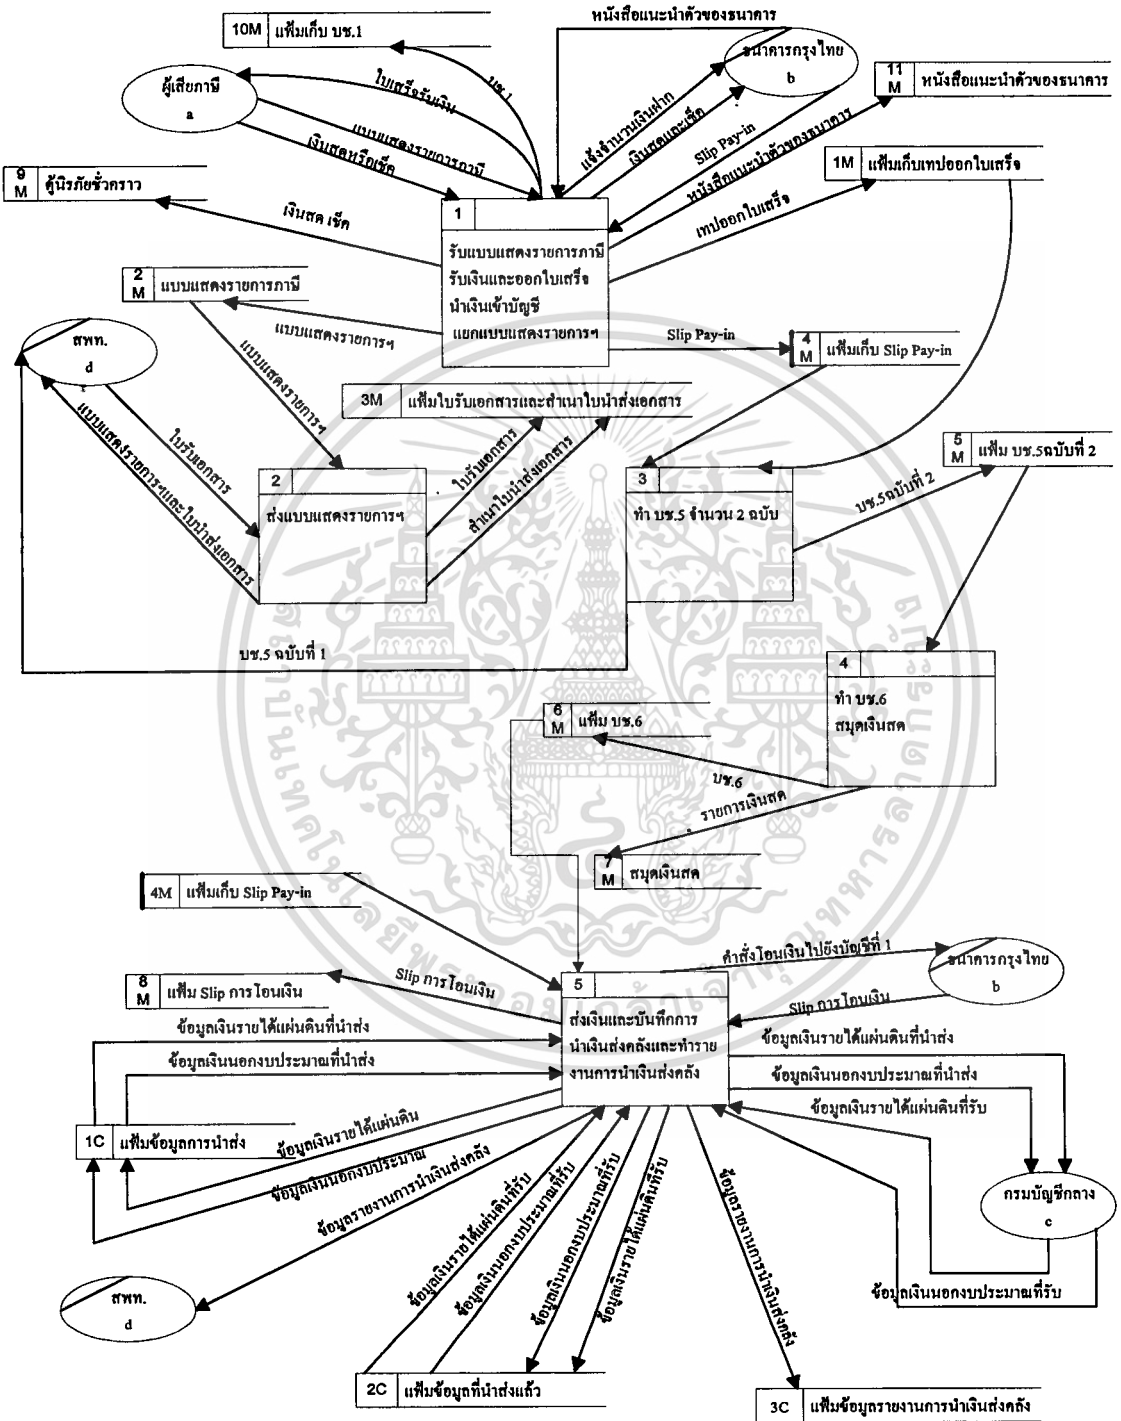 หนังสือแนะนำตัวของธนาคาร
10M แฟ้มเก็บ บช.1
ธนาคารกรุงไทย
b
ผู้เสียภาษี
a
ใบเสร็จรับเงิน
บช.1
11
M
หนังสือแนะนำตัวของธนาคาร
แบบแสดงรายการภาษี
เงินสดหรือเช็ค
แจ้งจำนวนเงินฝาก
เงินสดและเช็ค
Slip Pay-in
หนังสือแนะนำตัวของธนาคาร
1M แฟ้มเก็บเทปออกใบเสร็จ
9
M
ตู้นิรภัยชั่วคราว
เงินสด เช็ค
เทปออกใบเสร็จ
1
รับแบบแสดงรายการภาษี
รับเงินและออกใบเสร็จ
นำเงินเข้าบัญชี
แยกแบบแสดงรายการฯ
2
M
แบบแสดงรายการภาษี
แบบแสดงรายการฯ
Slip Pay-in
4
M
แฟ้มเก็บ Slip Pay-in
สพท.
d
แบบแสดงรายการฯ
3M แฟ้มใบรับเอกสารและสำเนาใบนำส่งเอกสาร
แบบแสดงรายการฯและใบนำส่งเอกสาร
ใบรับเอกสาร
ใบรับเอกสาร
สำเนาใบนำส่งเอกสาร
2
ส่งแบบแสดงรายการฯ
3
ทำ บช.5 จำนวน 2 ฉบับ
บช.5ฉบับที่ 2
5
M
แฟ้ม บช.5ฉบับที่ 2
บช.5 ฉบับที่ 1
4
ทำ บช.6
สมุดเงินสด
6
M
แฟ้ม บช.6
บช.6
รายการเงินสด
7
M
สมุดเงินสด
4M แฟ้มเก็บ Slip Pay-in
คำสั่งโอนเงินไปยังบัญชีที่ 1
ธนาคารกรุงไทย
b
8
M
แฟ้ม Slip การโอนเงิน
Slip การโอนเงิน
Slip การโอนเงิน
5
ส่งเงินและบันทึกการ
นำเงินส่งคลังและทำราย
งานการนำเงินส่งคลัง
ข้อมูลเงินรายได้แผ่นดินที่นำส่ง
ข้อมูลเงินนอกงบประมาณที่นำส่ง
ข้อมูลเงินรายได้แผ่นดินที่นำส่ง
ข้อมูลเงินนอกงบประมาณที่นำส่ง
ข้อมูลเงินรายได้แผ่นดินที่รับ
1C แฟ้มข้อมูลการนำส่ง
ข้อมูลเงินรายได้แผ่นดิน
ข้อมูลเงินนอกงบประมาณ
ข้อมูลรายงานการนำเงินส่งคลัง
ข้อมูลเงินรายได้แผ่นดินที่รับ
ข้อมูลเงินนอกงบประมาณที่รับ
ข้อมูลเงินนอกงบประมาณที่รับ
ข้อมูลเงินรายได้แผ่นดินที่รับ
ข้อมูลรายงานการนำเงินส่งคลัง
กรมบัญชีกลาง
c
ข้อมูลเงินนอกงบประมาณที่รับ
สพท.
d
2C แฟ้มข้อมูลที่นำส่งแล้ว
3C แฟ้มข้อมูลรายงานการนำเงินส่งคลัง
สถาบันเทคโนโลยีพระจอมเกล้าเจ้าคุณทหารลาดกระบัง